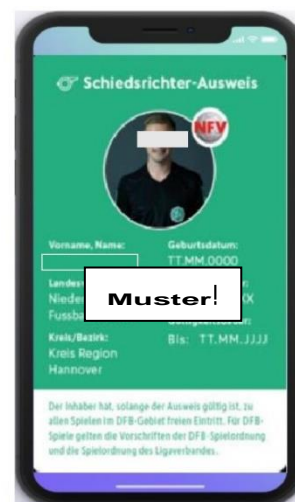 Schiedsrichter-Ausweis
NFV
Vorname, Name:
Geburtsdatum:
TT.MM.0000
Nieder
Muster!
Kreis/Bezirk:
Kreis Region
Hannover
Bis: TT.MM.JJJJ
Der Inhaber hat, solange der Ausweis gültig ist, zu
allen Spielen im DFB-Gebiet freien Eintritt. Für DFB-
Spiele gelten die Vorschriften der DFB-Spielordnung
und die Spielordnung des Ligaverbandes.